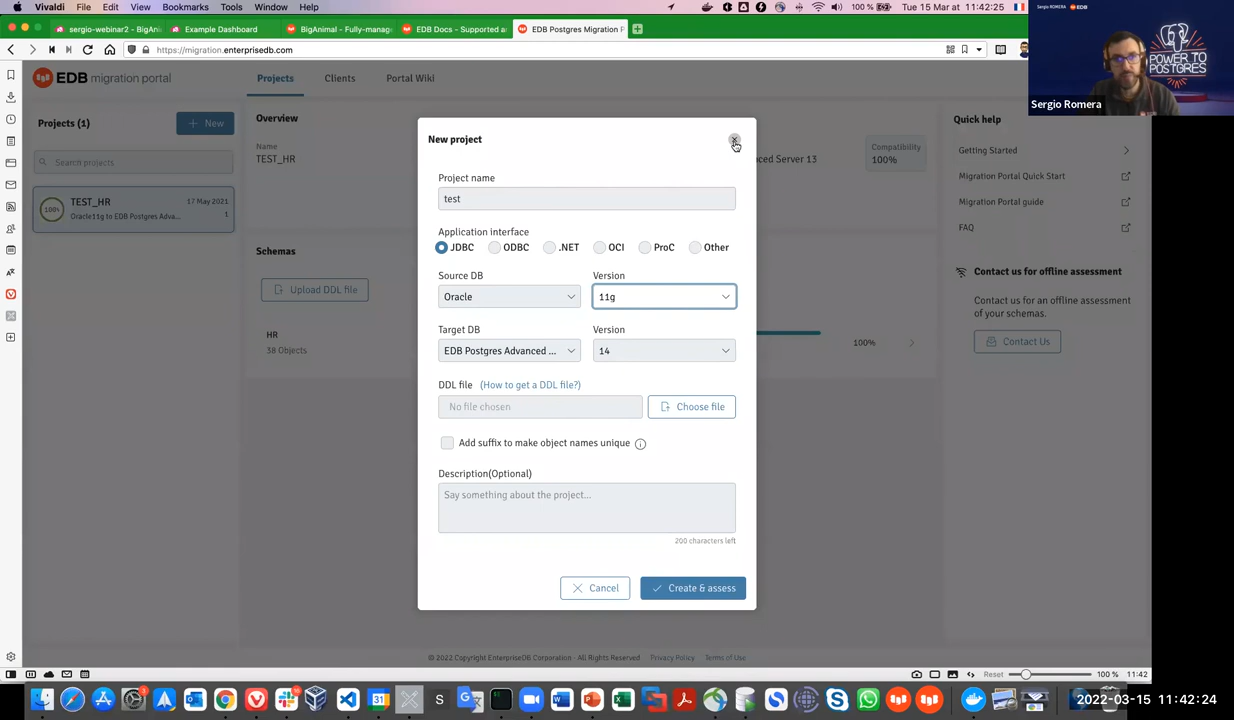 Vivaldi File Edit View Bookmarks Tools Window Help
100 % Tue 15 Mar at 11:42:25
Sergio ROMERA EDB
sergio-webinar2 - BigAni
Example Dashboard
BigAnimal - Fully-manag
EDB Docs - Supported a
EDB Postgres Migration P
https://migration.enterprisedb.com
POWER TO
POSTGRES
Sergio Romera
EDB migration portal
Projects Clients Portal Wiki
Projects (1)
New
Search projects
100%
TEST_HR
17 May 2021
Oracle11g to EDB Postgres Adva...
1
Overview
Name
TEST_HR
ced Server 13
Compatibility
100%
Schemas
Upload DDL file
HR
38 Objects
100%
New project
Project name
test
Application interface
JDBC ODBC .NET OCI ProC Other
Source DB Version
Oracle 11g
Target DB Version
EDB Postgres Advanced ... 14
DDL file (How to get a DDL file?)
No file chosen Choose file
Add suffix to make object names unique
Description(Optional)
Say something about the project...
200 characters left
Cancel Create & assess
Quick help
Getting Started
Migration Portal Quick Start
Migration Portal guide
FAQ
Contact us for offline assessment
Contact us for an offline assessment
of your schemas.
Contact Us
© 2022 Copyright EnterpriseDB Corporation · All Rights Reserved Privacy Policy Terms of Use
Reset 100 % 11:42
2022-03-15 11:42:24